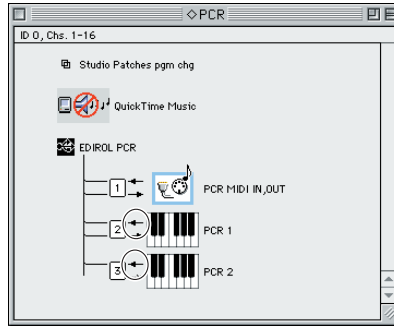 PCR
ID 0, Chs. 1-16
Studio Patches pgm chg
QuickTime Music
EDIROL PCR
1
PCR MIDI IN,OUT
2
PCR 1
3
PCR 2